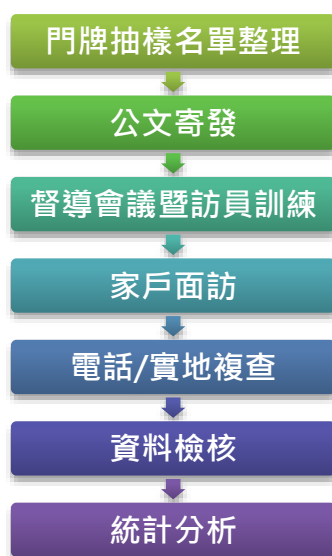 門牌抽樣名單整理
公文寄發
督導會議暨訪員訓練
家戶面訪
電話/實地複查
資料檢核
統計分析